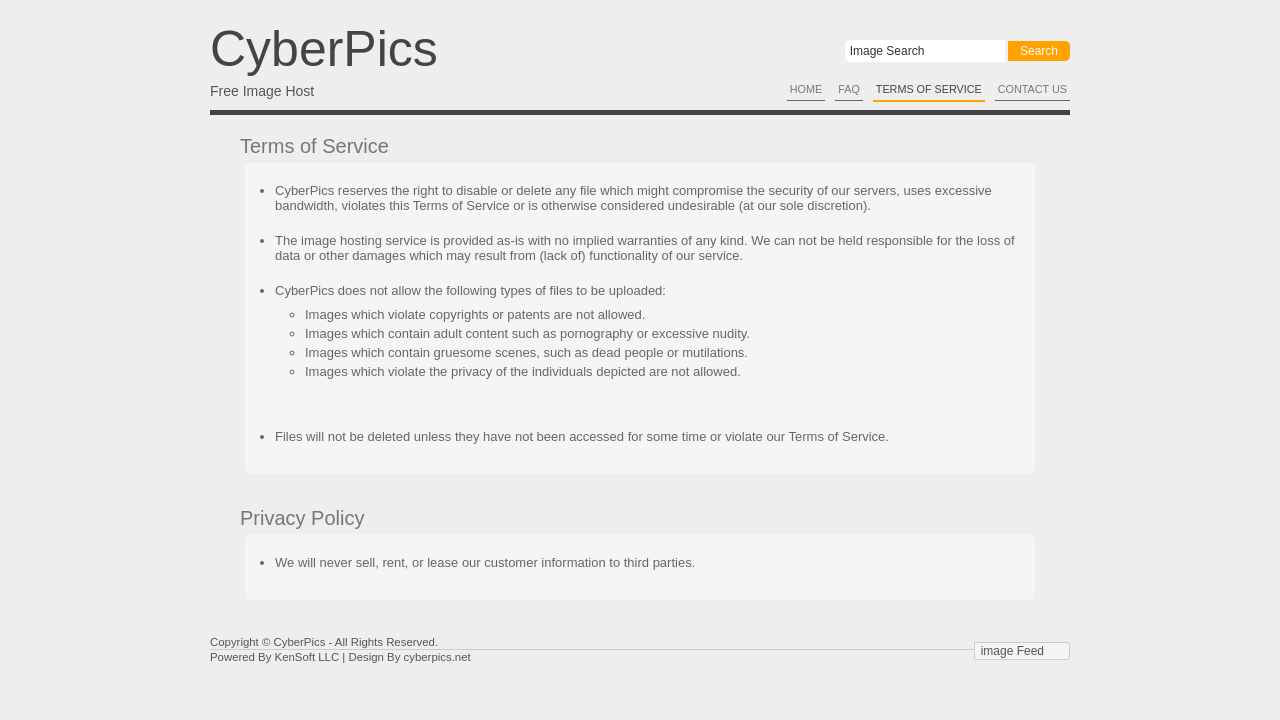 CyberPics
Image Search
Search
Free Image Host
HOME
FAQ
TERMS OF SERVICE
CONTACT US
Terms of Service
CyberPics reserves the right to disable or delete any file which might compromise the security of our servers, uses excessive
bandwidth, violates this Terms of Service or is otherwise considered undesirable (at our sole discretion).
The image hosting service is provided as-is with no implied warranties of any kind. We can not be held responsible for the loss of
data or other damages which may result from (lack of) functionality of our service.
CyberPics does not allow the following types of files to be uploaded:
Images which violate copyrights or patents are not allowed.
Images which contain adult content such as pornography or excessive nudity.
Images which contain gruesome scenes, such as dead people or mutilations.
Images which violate the privacy of the individuals depicted are not allowed.
Files will not be deleted unless they have not been accessed for some time or violate our Terms of Service.
Privacy Policy
We will never sell, rent, or lease our customer information to third parties.
Copyright © CyberPics - All Rights Reserved.
Powered By KenSoft LLC | Design By cyberpics.net
image Feed